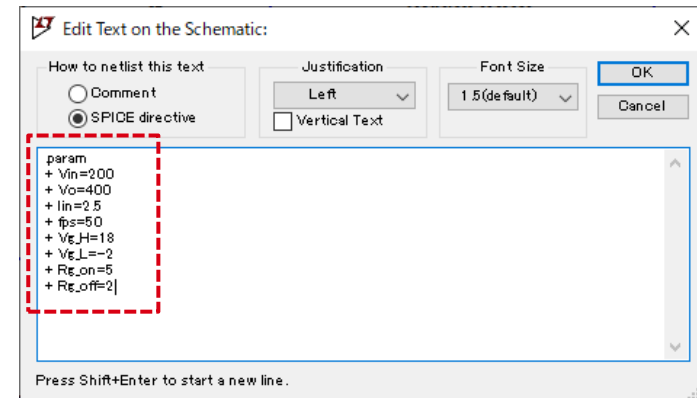 Edit Text on the Schematic:
How to netlist this text
Comment
SPICE directive
Justification
Left
Vertical Text
Font Size
1.5(default)
OK
Cancel
.param
+ Vin=200
+ Vo=400
+ Iin=2.5
+ fps=50
+ Vg_H=18
+ Vg_L=-2
+ Rg_on=5
+ Rg_off=2
Press Shift+Enter to start a new line.